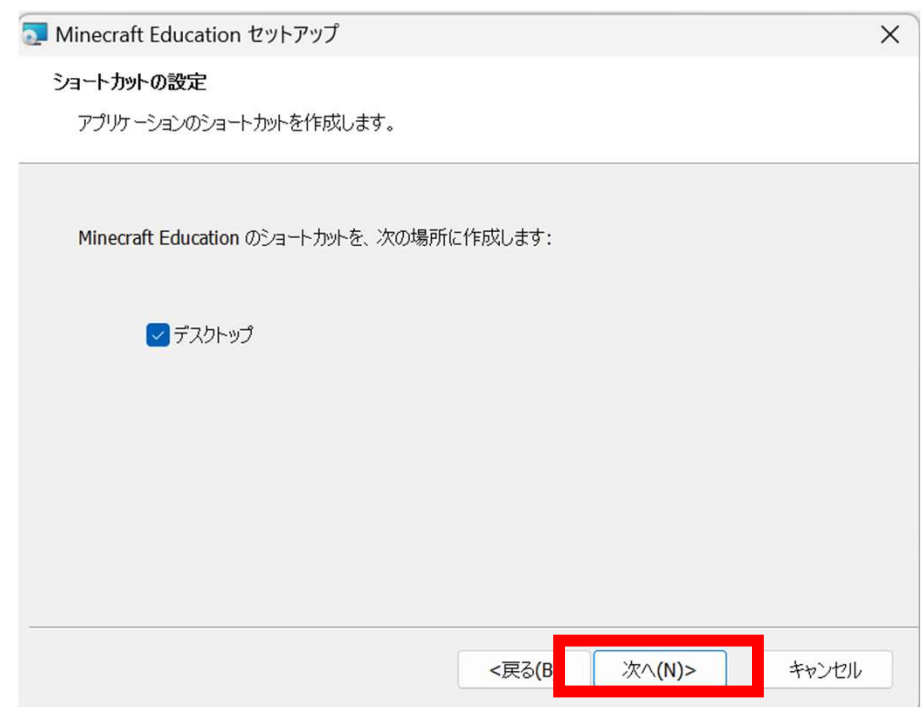 Minecraft Education セットアップ
ショートカットの設定
アプリケーションのショートカットを作成します。
Minecraft Education のショートカットを、次の場所に作成します:
デスクトップ
<戻る(B
次へ(N)>
キャンセル